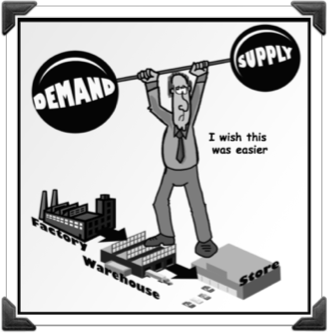 DEMAND
SUPPLY
I wish this
was easier
Factory
Warehouse
Store